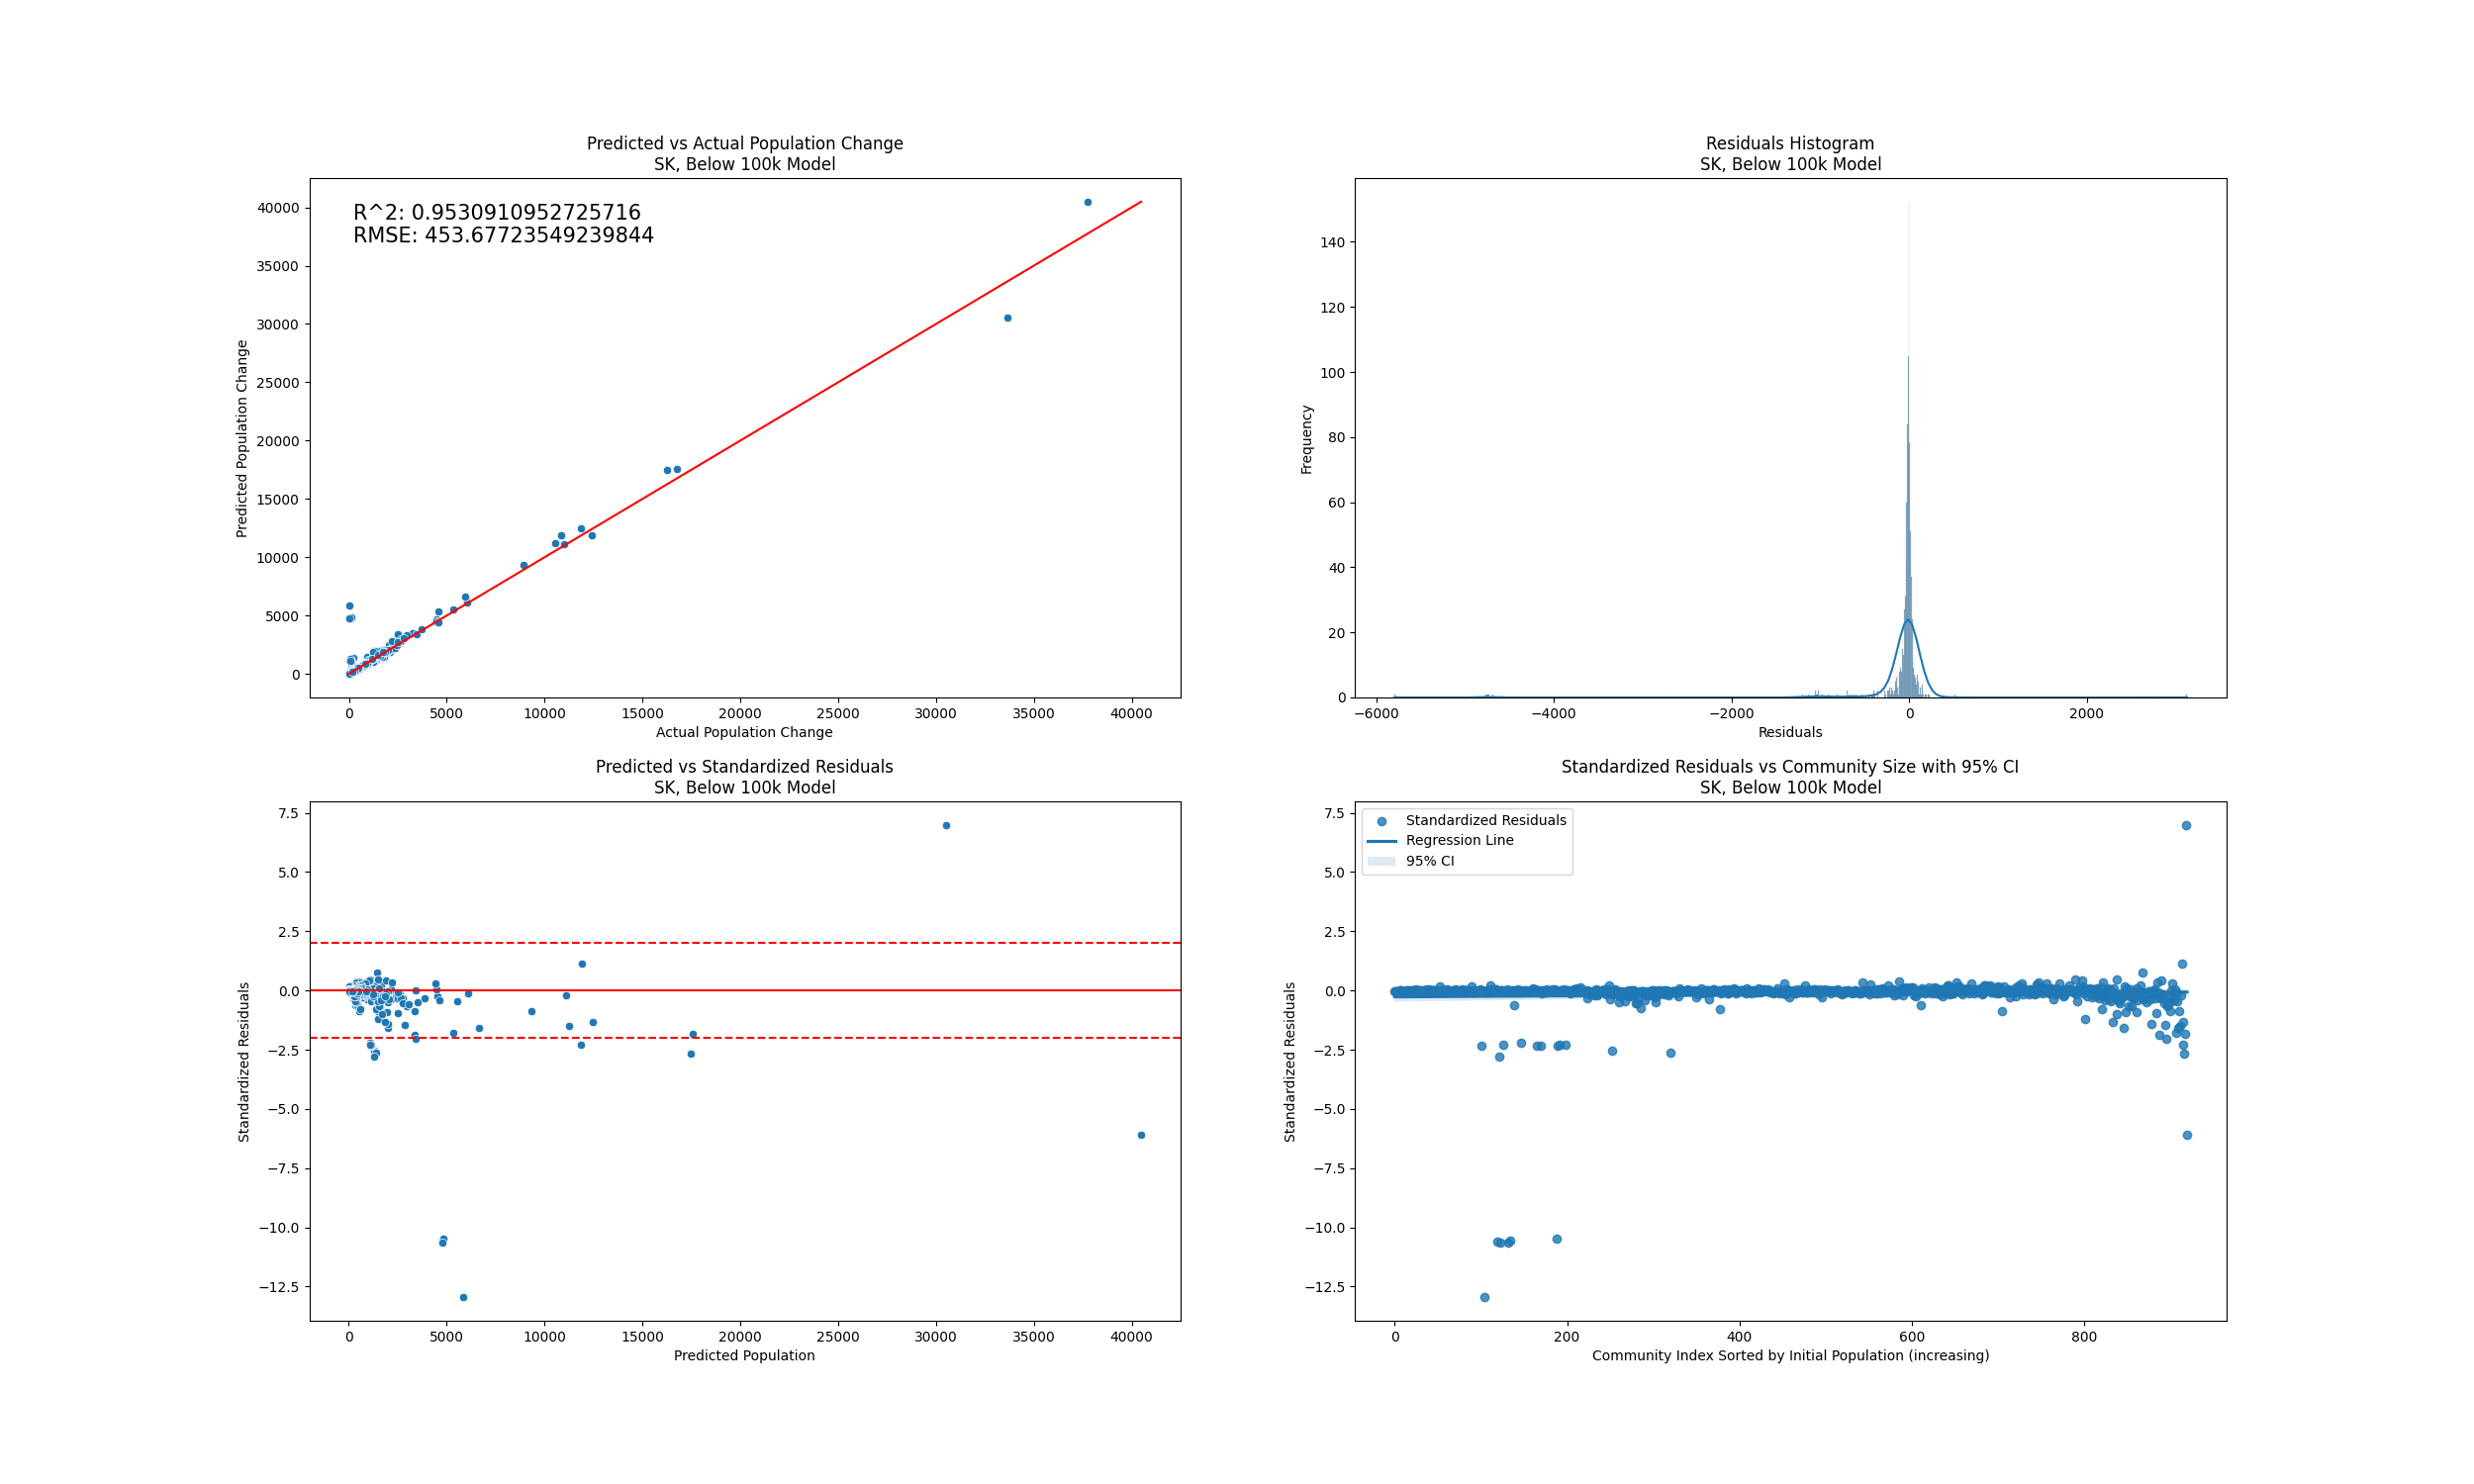 Predicted vs Actual Population Change
SK, Below 100k Model
R^2: 0.9530910952725716
RMSE: 453.67723549239844
40000
35000
30000
25000
20000
15000
10000
5000
0
Predicted Population Change
0 5000 10000 15000 20000 25000 30000 35000 40000
Actual Population Change
Residuals Histogram
SK, Below 100k Model
140
120
100
80
60
40
20
0
Frequency
−6000 −4000 −2000 0 2000
Residuals
Predicted vs Standardized Residuals
SK, Below 100k Model
7.5
5.0
2.5
0.0
−2.5
−5.0
−7.5
−10.0
−12.5
Standardized Residuals
0 5000 10000 15000 20000 25000 30000 35000 40000
Predicted Population
Standardized Residuals vs Community Size with 95% CI
SK, Below 100k Model
Standardized Residuals
Regression Line
95% CI
7.5
5.0
2.5
0.0
−2.5
−5.0
−7.5
−10.0
−12.5
Standardized Residuals
0 200 400 600 800
Community Index Sorted by Initial Population (increasing)